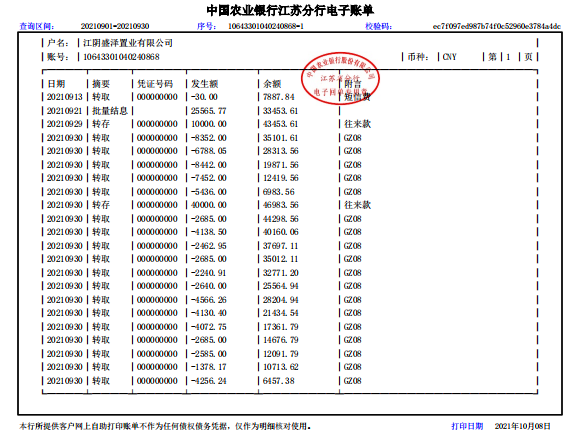 中国农业银行江苏分行电子账单
查询区间: 20210901-20210930 序号: 10643301040240868-1 校验码: ec7f097ed987b74f0c52960e3784a4dc
户名: 江阴盛泽置业有限公司
账号: 10643301040240868 币种: CNY 第 1 页
中国农业银行股份有限公司
江苏省分行
电子回单专用章
日期 摘要 凭证号码 发生额 余额 附言
20210913 转取 000000000 -30.00 7887.84 短信费
20210921 批量结息 25565.77 33453.61
20210929 转存 000000000 10000.00 43453.61 往来款
20210930 转取 000000000 -8352.00 35101.61 GZ08
20210930 转取 000000000 -6788.05 28313.56 GZ08
20210930 转取 000000000 -8442.00 19871.56 GZ08
20210930 转取 000000000 -7452.00 12419.56 GZ08
20210930 转取 000000000 -5436.00 6983.56 GZ08
20210930 转存 000000000 40000.00 46983.56 往来款
20210930 转取 000000000 -2685.00 44298.56 GZ08
20210930 转取 000000000 -4138.50 40160.06 GZ08
20210930 转取 000000000 -2462.95 37697.11 GZ08
20210930 转取 000000000 -2685.00 35012.11 GZ08
20210930 转取 000000000 -2240.91 32771.20 GZ08
20210930 转取 000000000 -2640.00 25564.94 GZ08
20210930 转取 000000000 -4566.26 28204.94 GZ08
20210930 转取 000000000 -4130.40 21434.54 GZ08
20210930 转取 000000000 -4072.75 17361.79 GZ08
20210930 转取 000000000 -2685.00 14676.79 GZ08
20210930 转取 000000000 -2585.00 12091.79 GZ08
20210930 转取 000000000 -1378.17 10713.62 GZ08
20210930 转取 000000000 -4256.24 6457.38 GZ08
本行所提供客户网上自助打印账单不作为任何债权债务凭据，仅作为明细核对使用。 打印日期 2021年10月08日